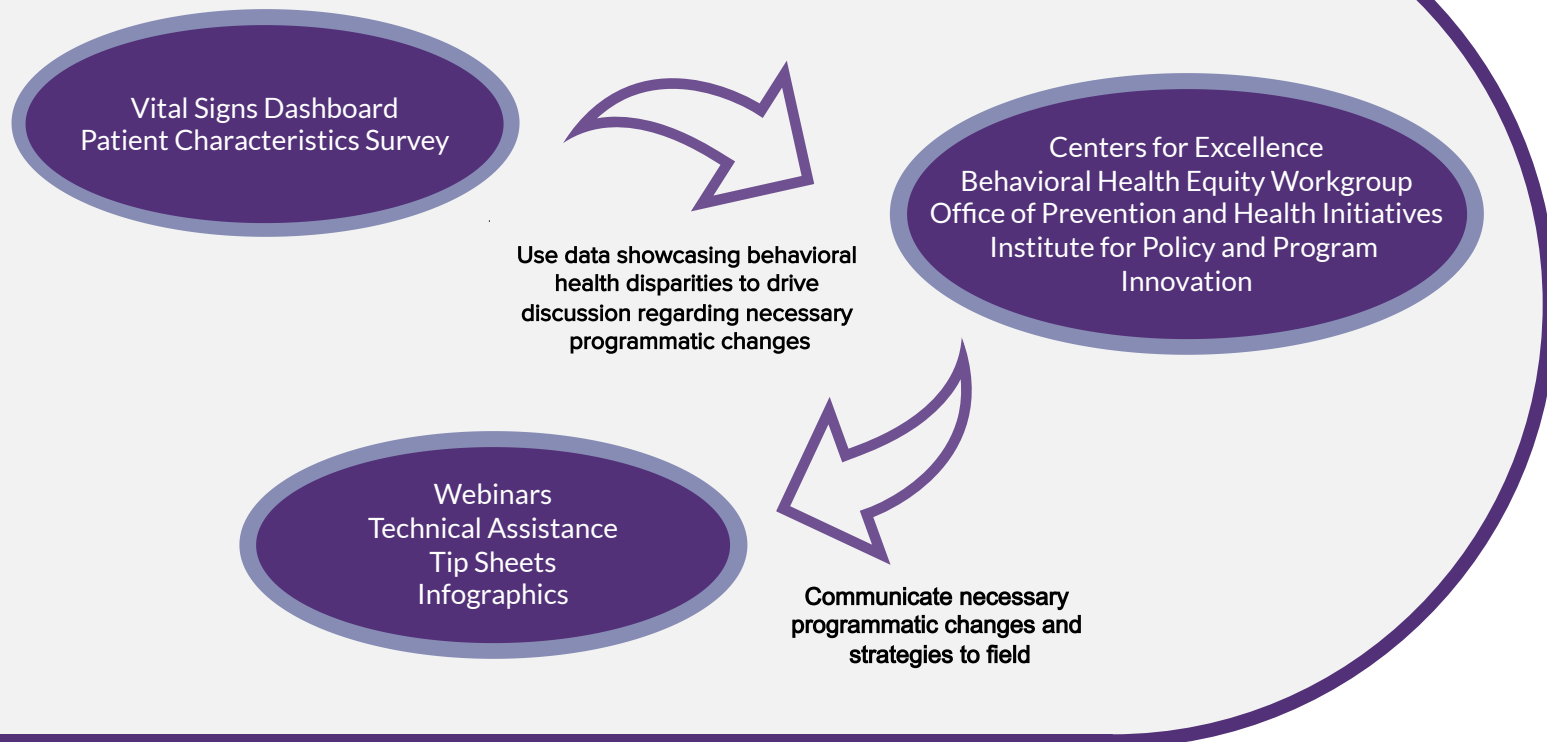 Vital Signs Dashboard
Patient Characteristics Survey
Use data showcasing behavioral
health disparities to drive
discussion regarding necessary
programmatic changes
Centers for Excellence
Behavioral Health Equity Workgroup
Office of Prevention and Health Initiatives
Institute for Policy and Program
Innovation
Communicate necessary
programmatic changes and
strategies to field
Webinars
Technical Assistance
Tip Sheets
Infographics